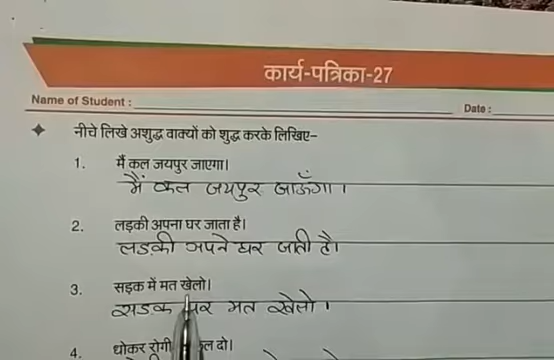 कार्य-पत्रिका-27
Name of Student :
Date :
नीचे लिखे अशुद्ध वाक्यों को शुद्ध करके लिखिए–
1. मैं कल जयपुर जाएगा।
मैं कल जयपुर जाऊँगा।
2. लड़की अपना घर जाता है।
लड़की अपने घर जाती है।
3. सड़क में मत खेलो।
सड़क पर मत खेलो।
4. धोकर रोगी दो।